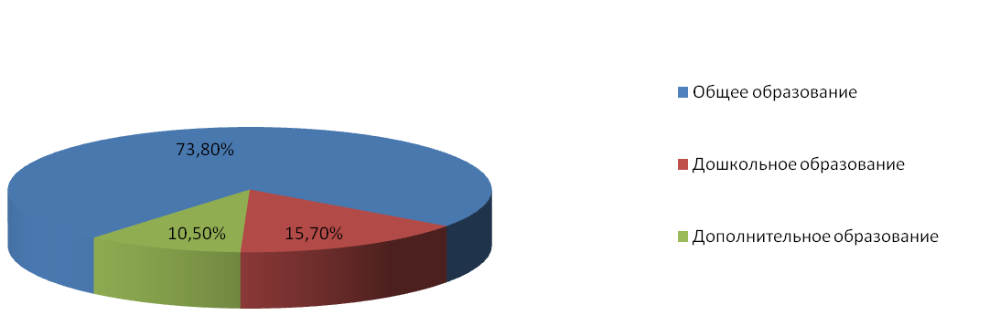 73,80%
10,50%
15,70%
Общее образование
Дошкольное образование
Дополнительное образование